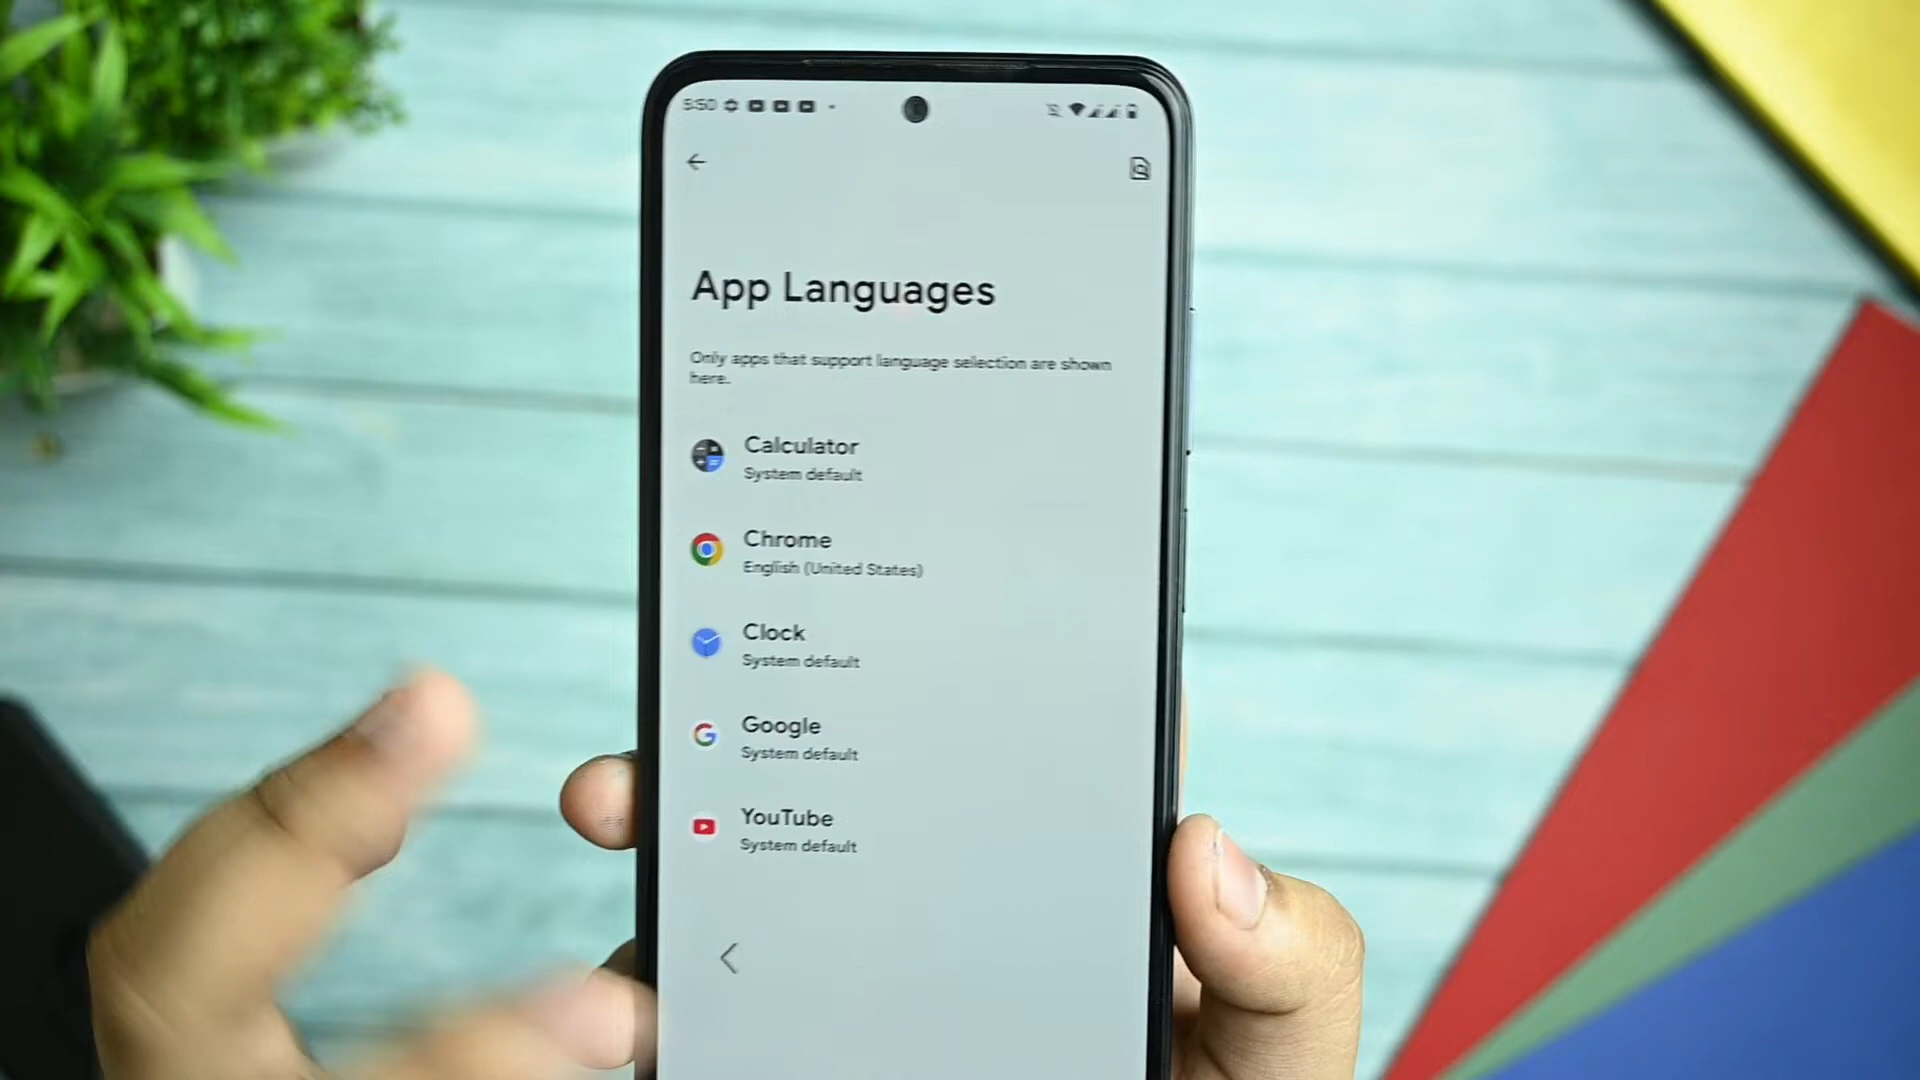 5:50
App Languages
Only apps that support language selection are shown
here.
Calculator
System default
Chrome
English (United States)
Clock
System default
Google
System default
YouTube
System default